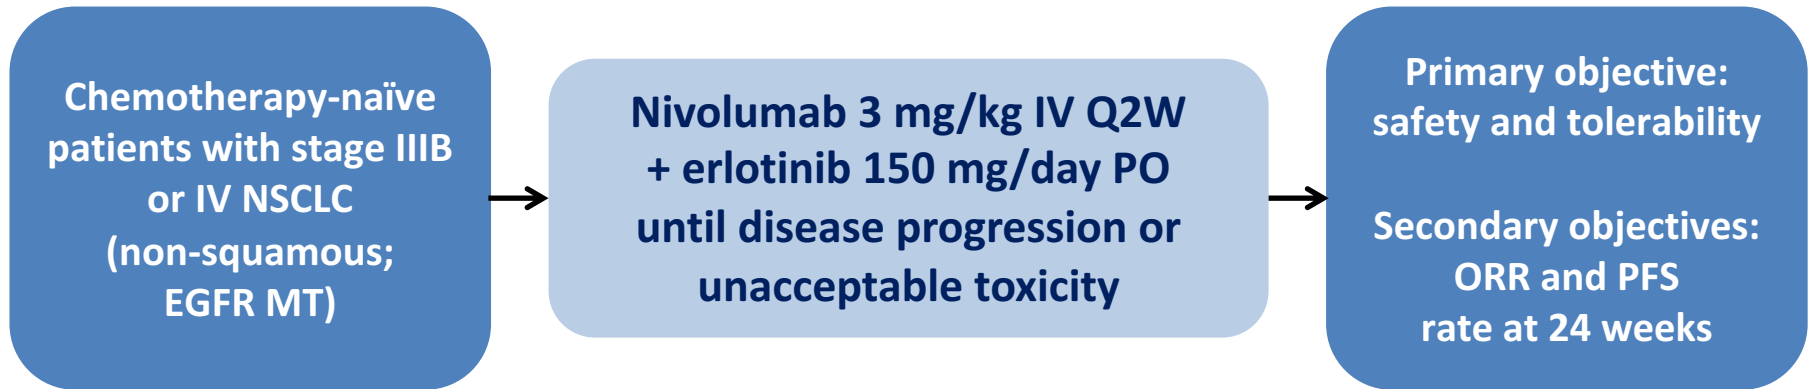 Chemotherapy-naïve
patients with stage IIIB
or IV NSCLC
(non-squamous;
EGFR MT)
Nivolumab 3 mg/kg IV Q2W
+ erlotinib 150 mg/day PO
until disease progression or
unacceptable toxicity
Primary objective:
safety and tolerability
Secondary objectives:
ORR and PFS
rate at 24 weeks